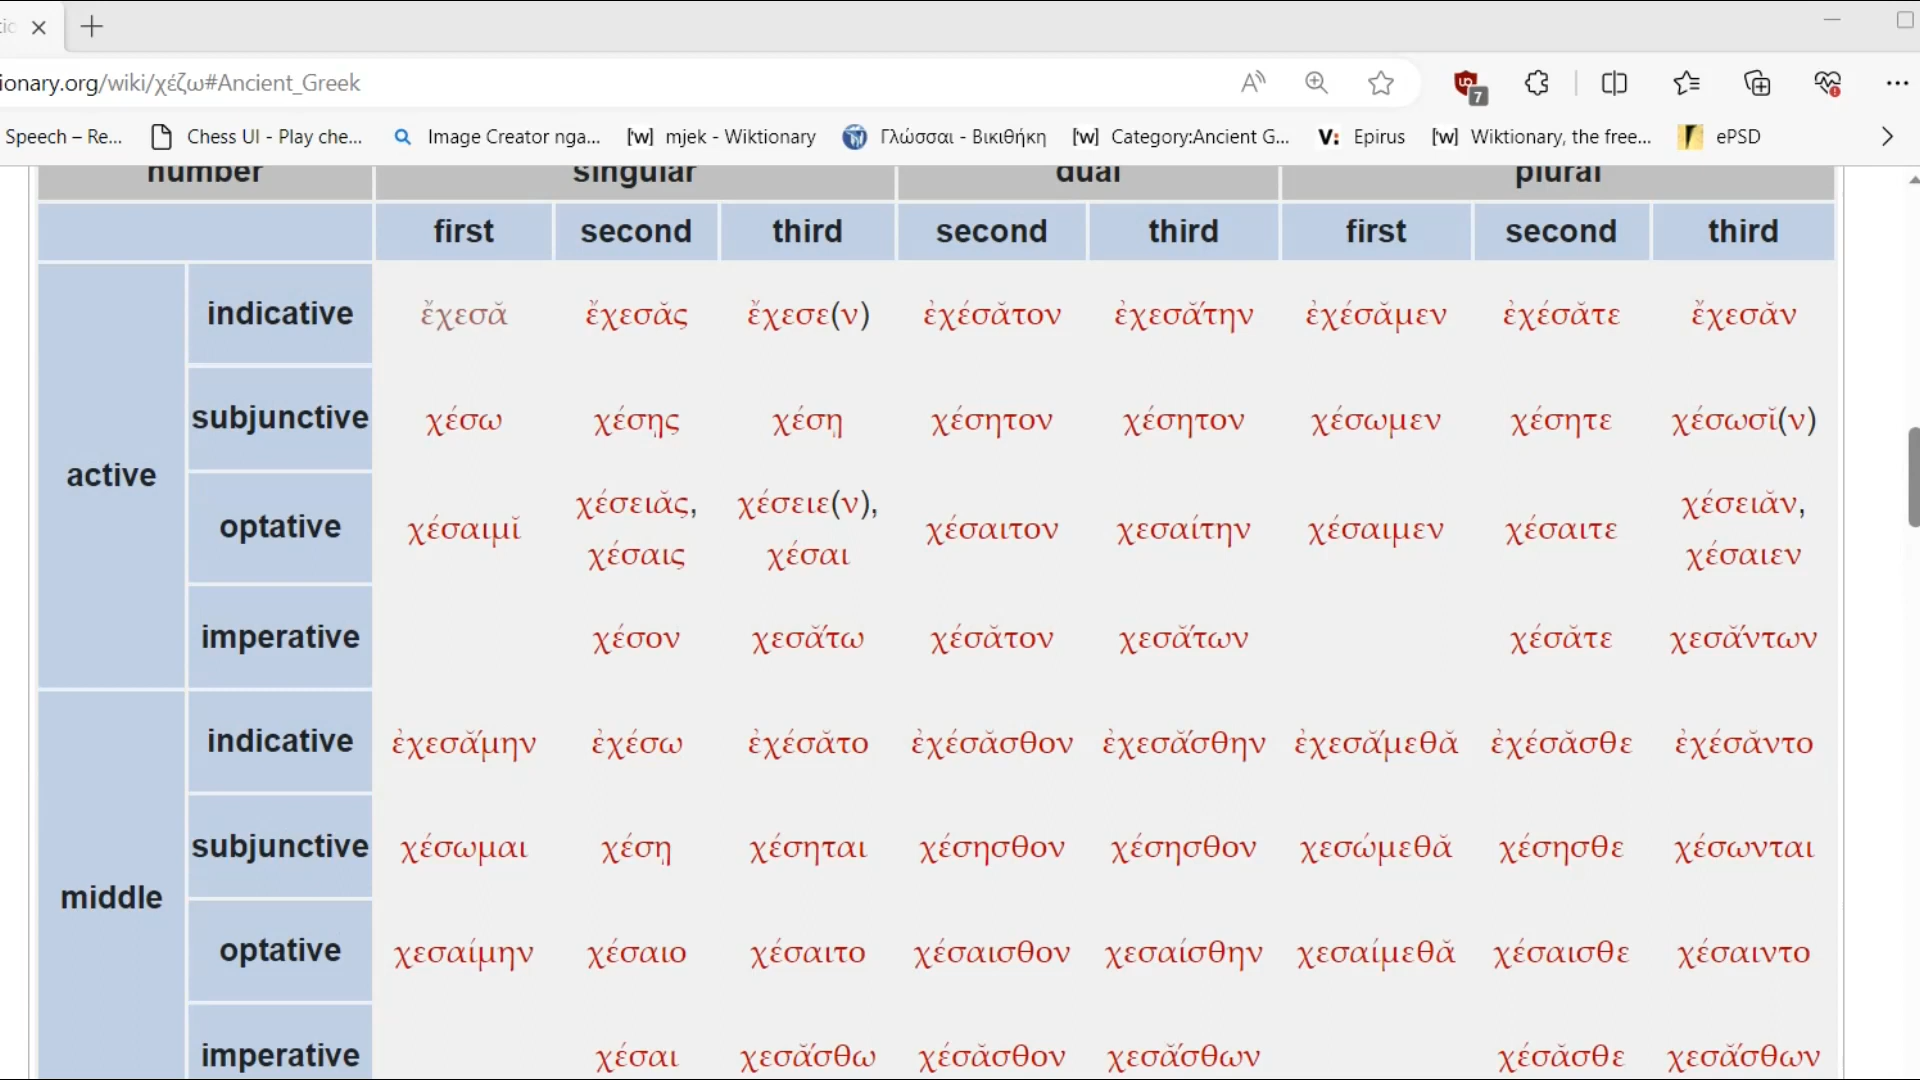 ionary.org/wiki/χέζω#Ancient_Greek
7
Speech – Re... Chess UI - Play che... Image Creator nga... ['w] mjek - Wiktionary Γλώσσαι - Βικιθήκη ['w] Category:Ancient G... V: Epirus ['w] Wiktionary, the free... ePSD
number singular dual plural
first second third second third first second third
active
indicative ἔχεσᾰ ἔχεσᾰς ἔχεσε(ν) ἐχέσᾰτον ἐχεσᾰ́την ἐχέσᾰμεν ἐχέσᾰτε ἔχεσᾰν
subjunctive χέσω χέσῃς χέσῃ χέσητον χέσητον χέσωμεν χέσητε χέσωσῐ(ν)
optative χέσαιμῐ χέσειᾰς, χέσαις χέσειε(ν), χέσαι χέσαιτον χεσαίτην χέσαιμεν χέσαιτε χέσειᾰν, χέσαιεν
imperative χέσον χεσᾰ́τω χέσᾰτον χεσᾰ́των χέσᾰτε χεσᾰ́ντων
middle
indicative ἐχεσᾰ́μην ἐχέσω ἐχέσᾰτο ἐχέσᾰσθον ἐχεσᾰ́σθην ἐχεσᾰ́μεθᾰ ἐχέσᾰσθε ἐχέσᾰντο
subjunctive χέσωμαι χέσῃ χέσηται χέσησθον χέσησθον χεσώμεθᾰ χέσησθε χέσωνται
optative χεσαίμην χέσαιο χέσαιτο χέσαισθον χεσαίσθην χεσαίμεθᾰ χέσαισθε χέσαιντο
imperative χέσαι χεσᾰ́σθω χέσᾰσθον χεσᾰ́σθων χέσᾰσθε χεσᾰ́σθων